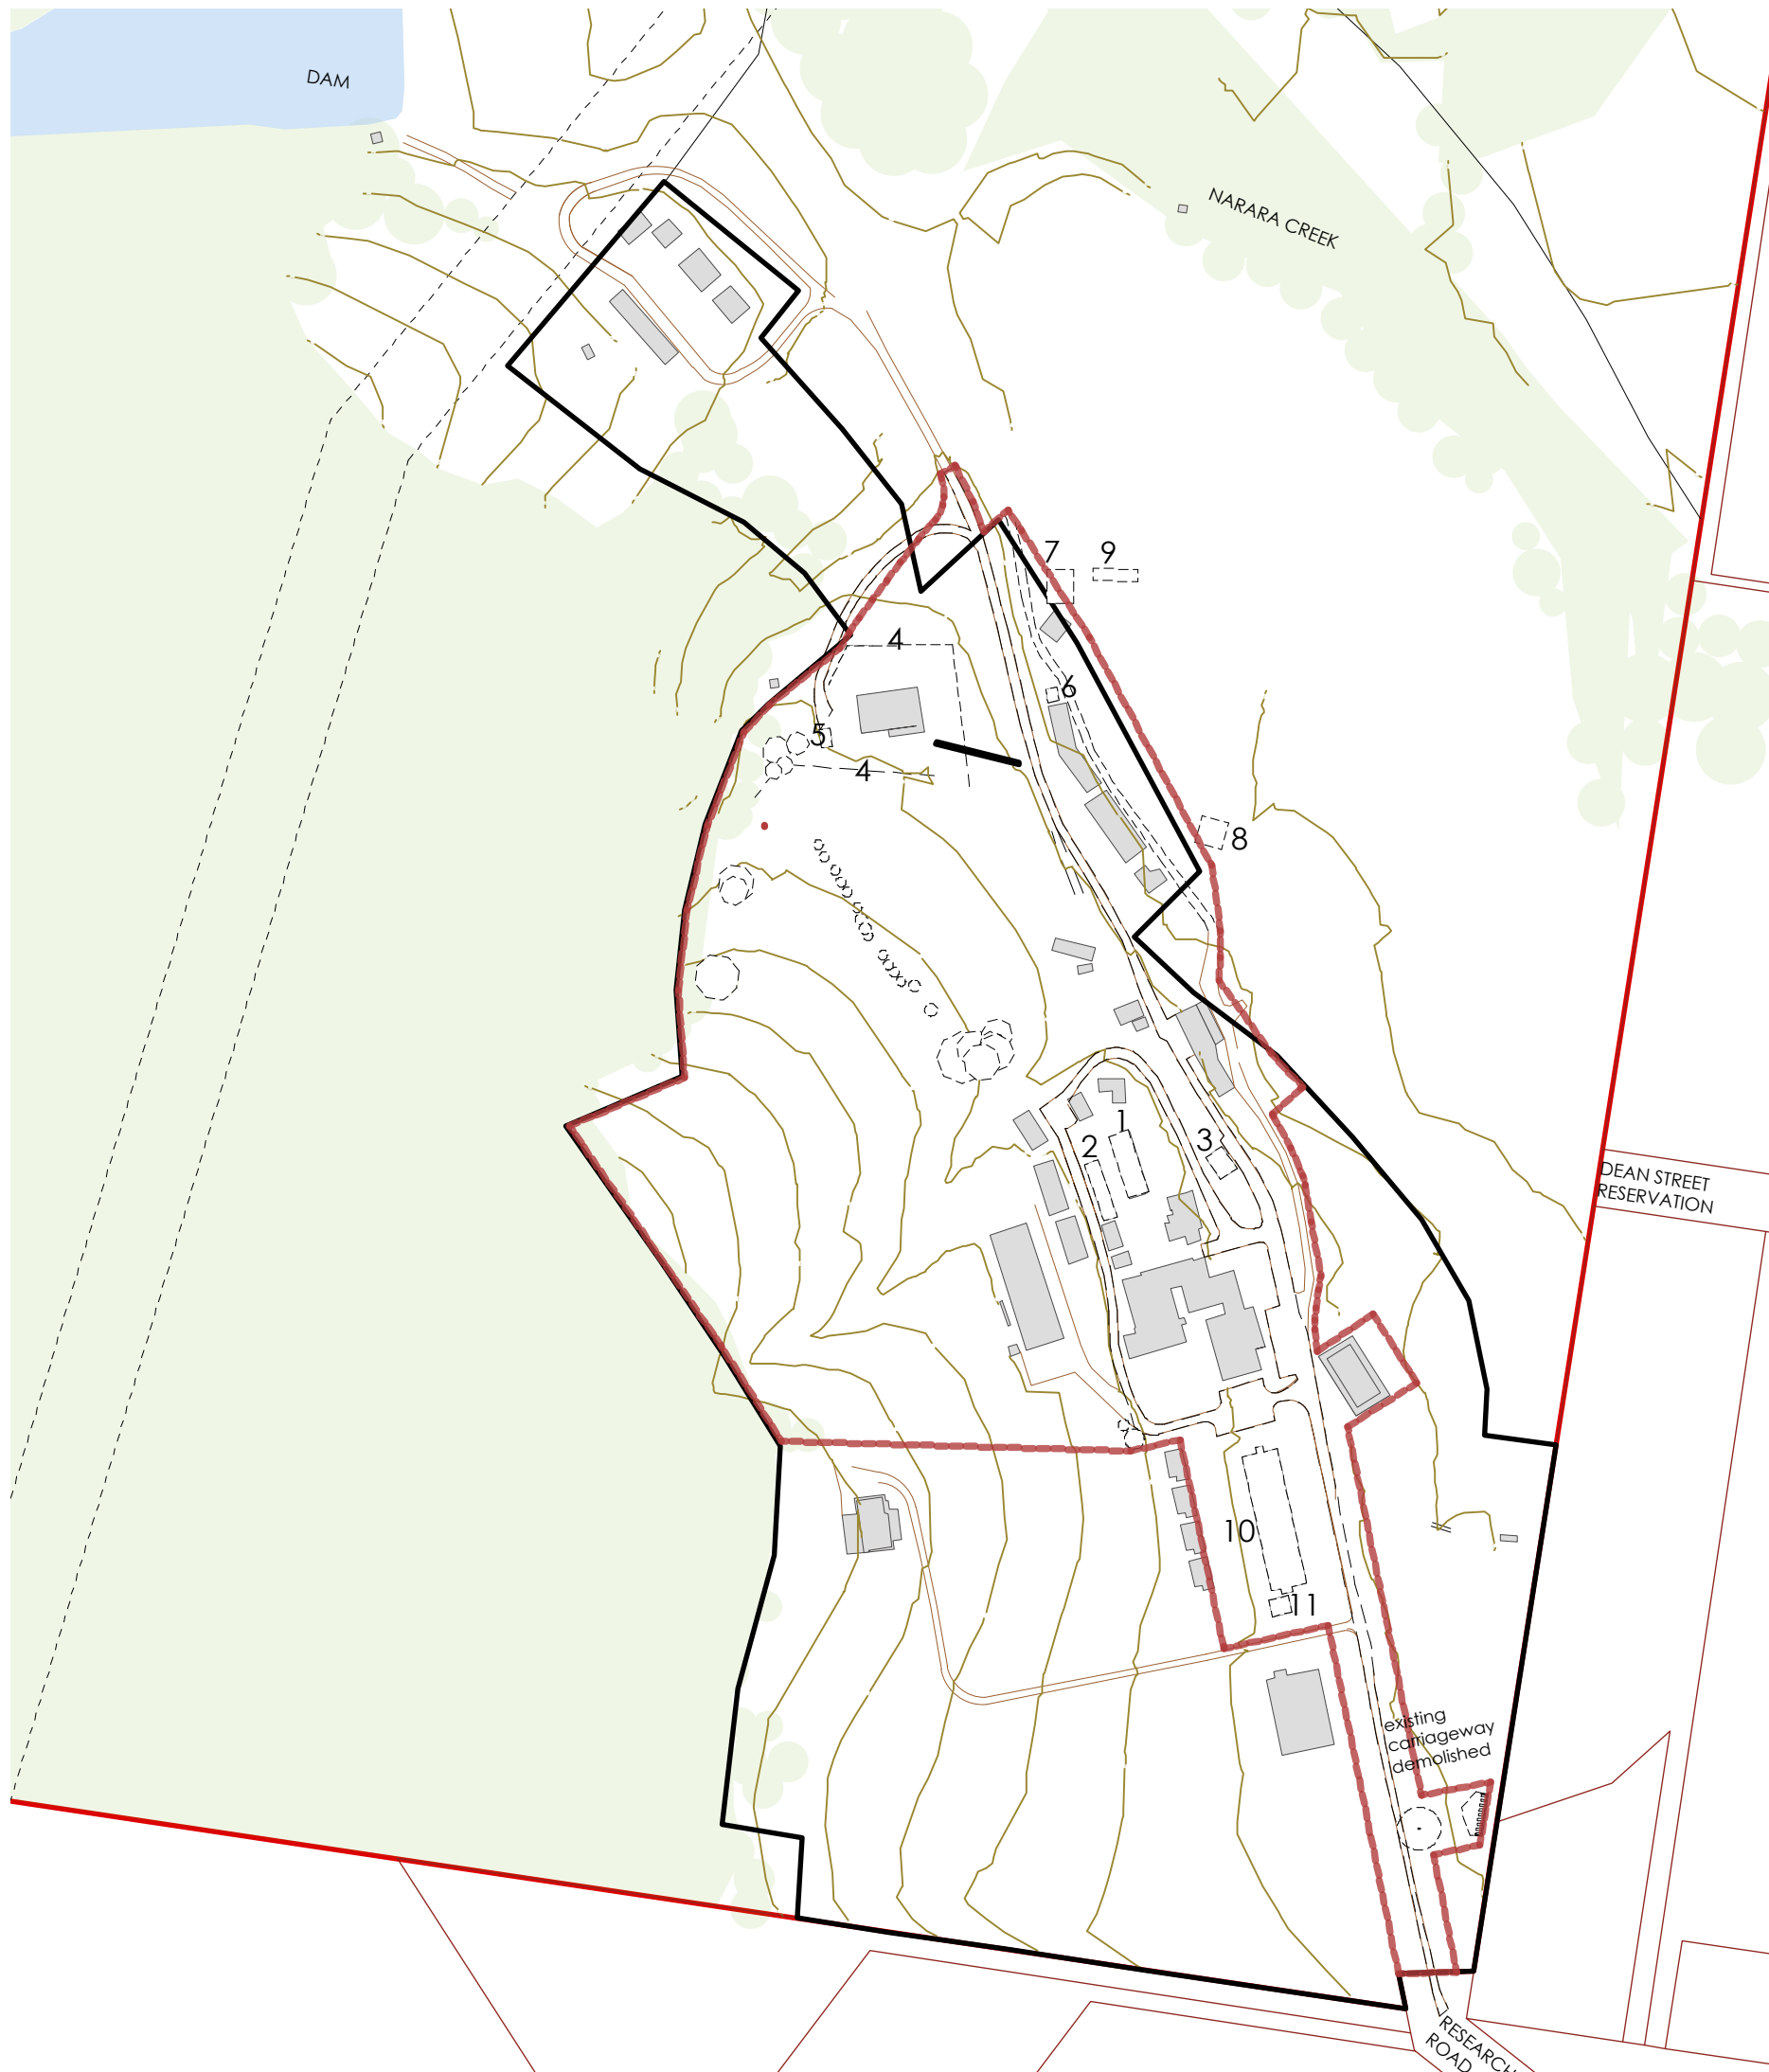 DAM
NARARA CREEK
7
9
4
6
5
4
8
1
2
3
DEAN STREET
RESERVATION
10
11
existing
carriageway
demolished
RESEARCH
ROAD